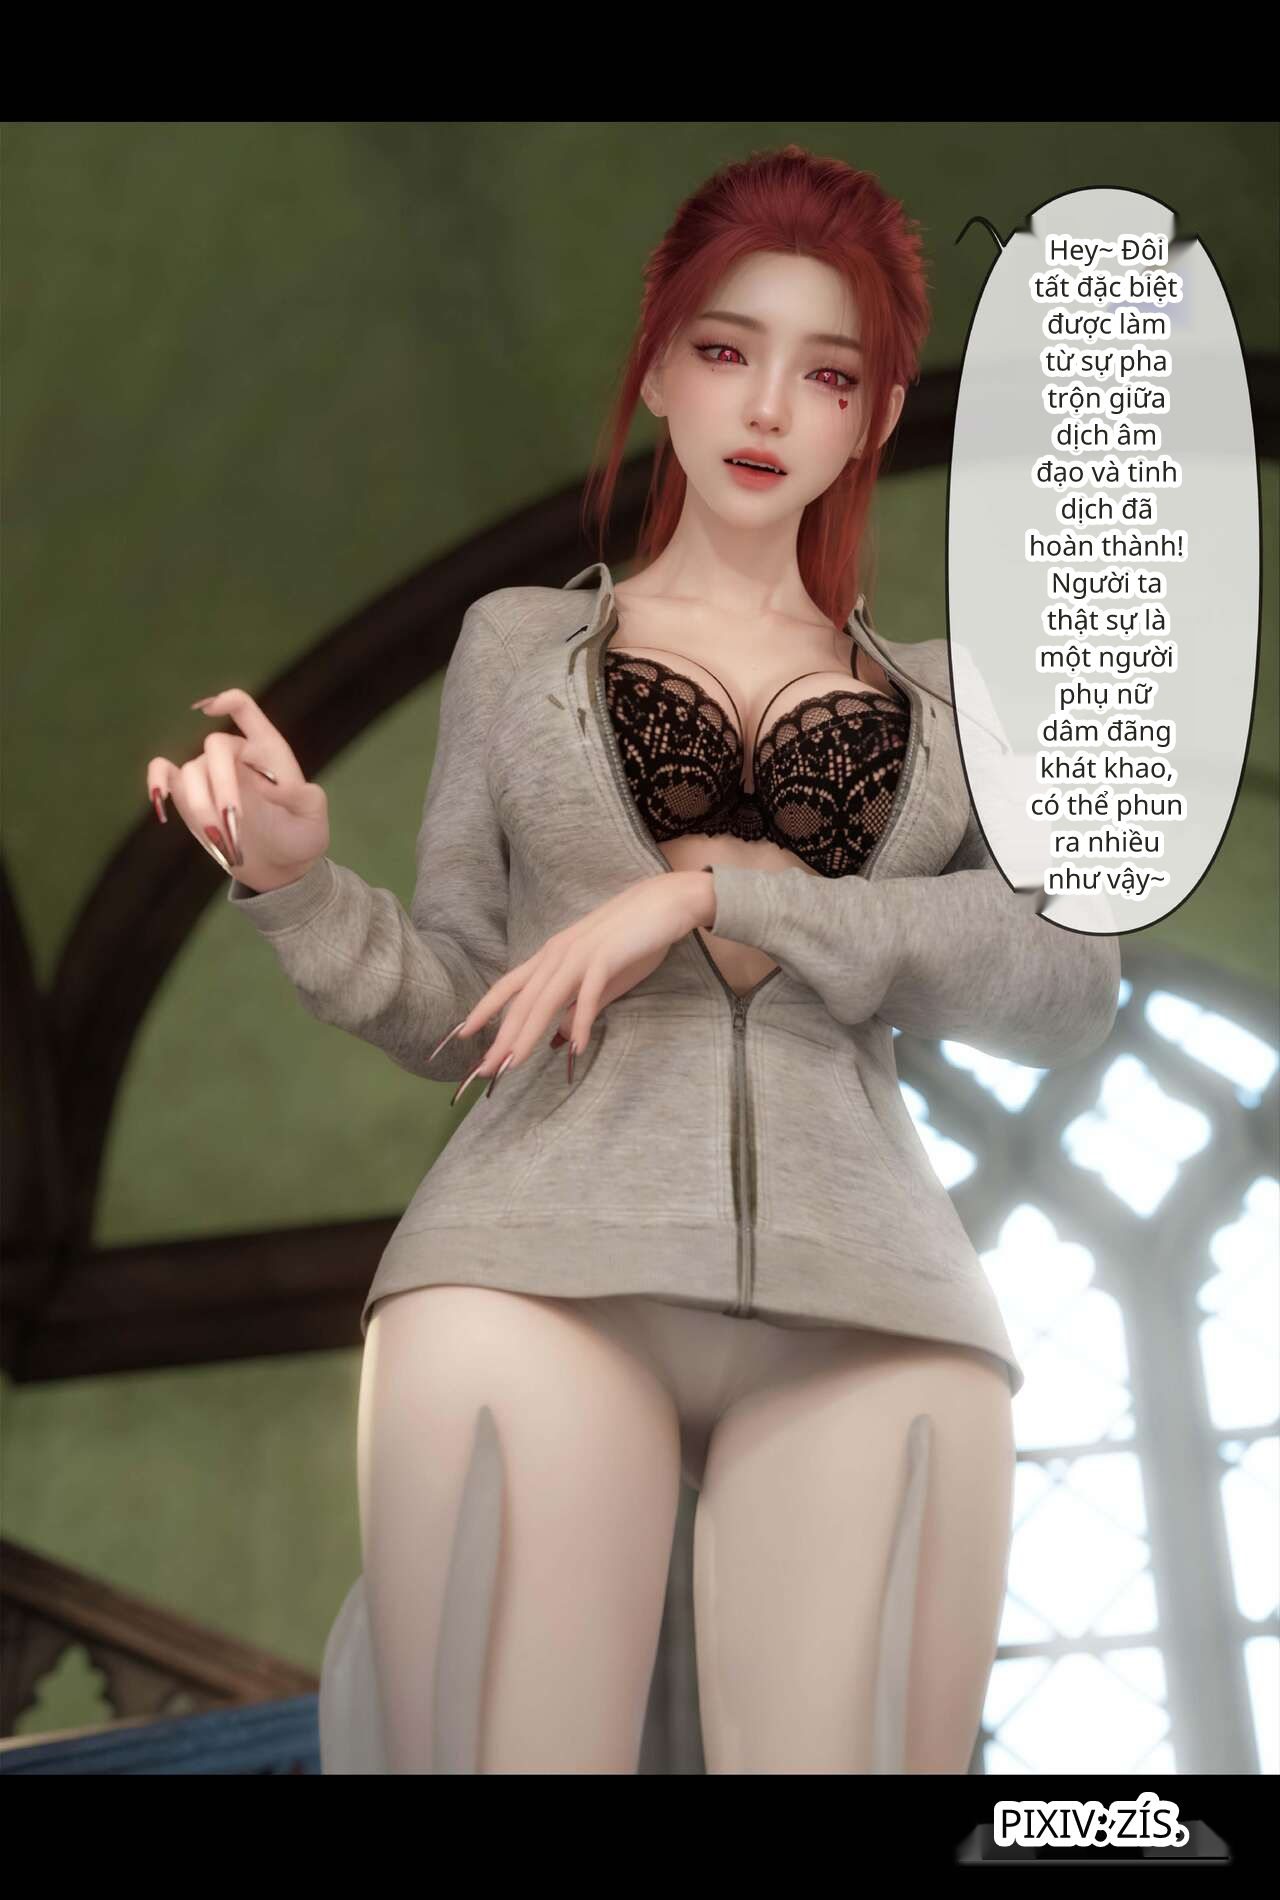 Hey~ Đôi
tất đặc biệt
được làm
từ sự pha
trộn giữa
dịch âm
đạo và tinh
dịch đã
hoàn thành!
Người ta
thật sự là
một người
phụ nữ
dâm đãng
khát khao,
có thể phun
ra nhiều
như vậy~
PIXIV:ZÍS,